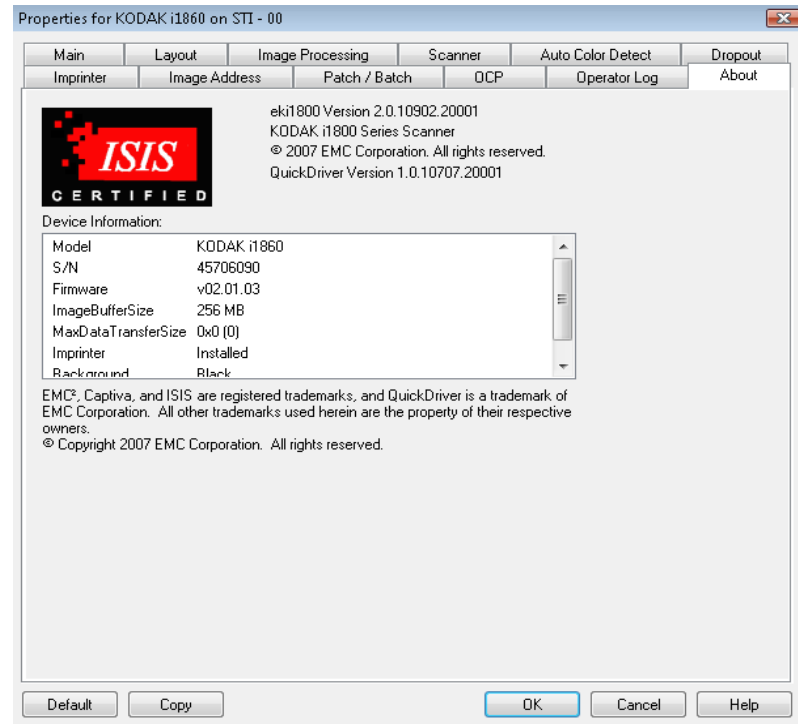 Properties for KODAK i1860 on STI - 00
Main Layout Image Processing Scanner Auto Color Detect Dropout
Imprinter Image Address Patch / Batch OCP Operator Log About
ISIS
CERTIFIED
eki1800 Version 2.0.10902.20001
KODAK i1800 Series Scanner
© 2007 EMC Corporation. All rights reserved.
QuickDriver Version 1.0.10707.20001
Device Information:
Model KODAK i1860
S/N 45706090
Firmware v02.01.03
ImageBufferSize 256 MB
MaxDataTransferSize 0x0 (0)
Imprinter Installed
Background Black
EMC², Captiva, and ISIS are registered trademarks, and QuickDriver is a trademark of
EMC Corporation. All other trademarks used herein are the property of their respective
owners.
© Copyright 2007 EMC Corporation. All rights reserved.
Default Copy OK Cancel Help